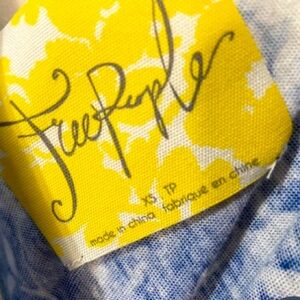 Free People
XS TP
made in china fabriqué en chine